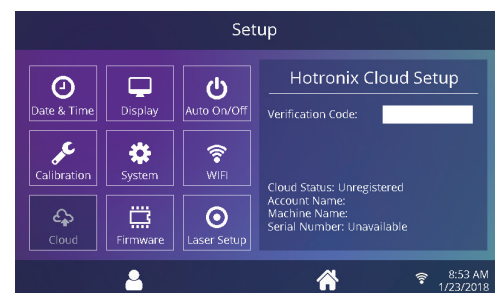 Setup
Date & Time
Display
Auto On/Off
Calibration
System
WIFI
Cloud
Firmware
Laser Setup
Hotronix Cloud Setup
Verification Code:
Cloud Status: Unregistered
Account Name:
Machine Name:
Serial Number: Unavailable
8:53 AM
1/23/2018